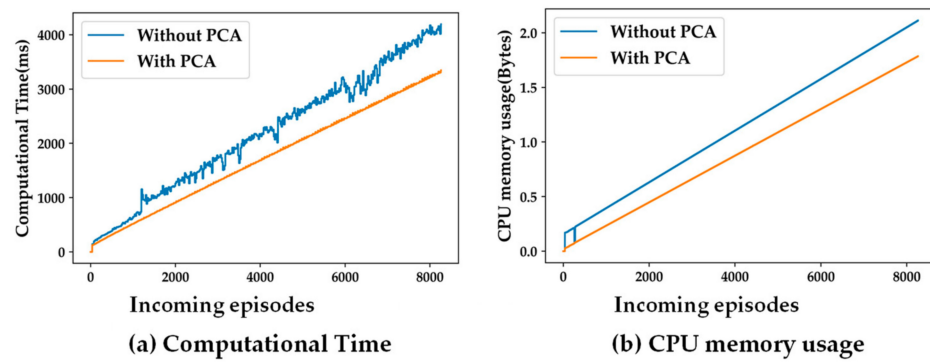 Computational Time(ms)
4000
3000
2000
1000
0
Without PCA
With PCA
0 2000 4000 6000 8000
Incoming episodes
(a) Computational Time
CPU memory usage(Bytes)
2.0
1.5
1.0
0.5
0.0
Without PCA
With PCA
0 2000 4000 6000 8000
Incoming episodes
(b) CPU memory usage